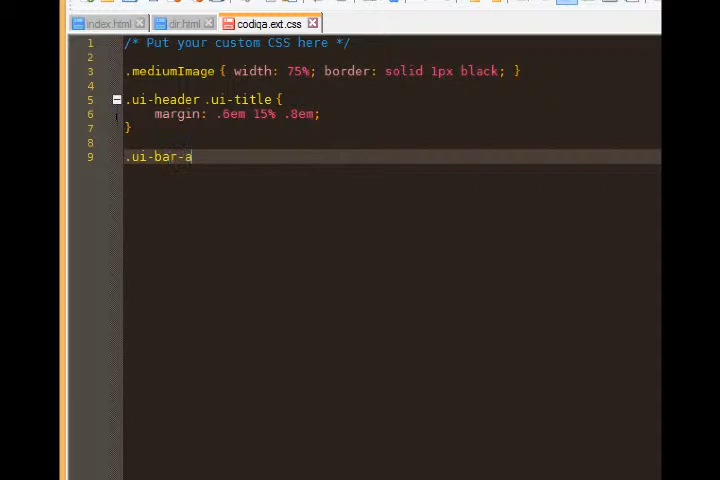 index.html dir.html codiqa.ext.css
1 /* Put your custom CSS here */
2
3 .mediumImage { width: 75%; border: solid 1px black; }
4
5 .ui-header .ui-title {
6 margin: .6em 15% .8em;
7 }
8
9 .ui-bar-a